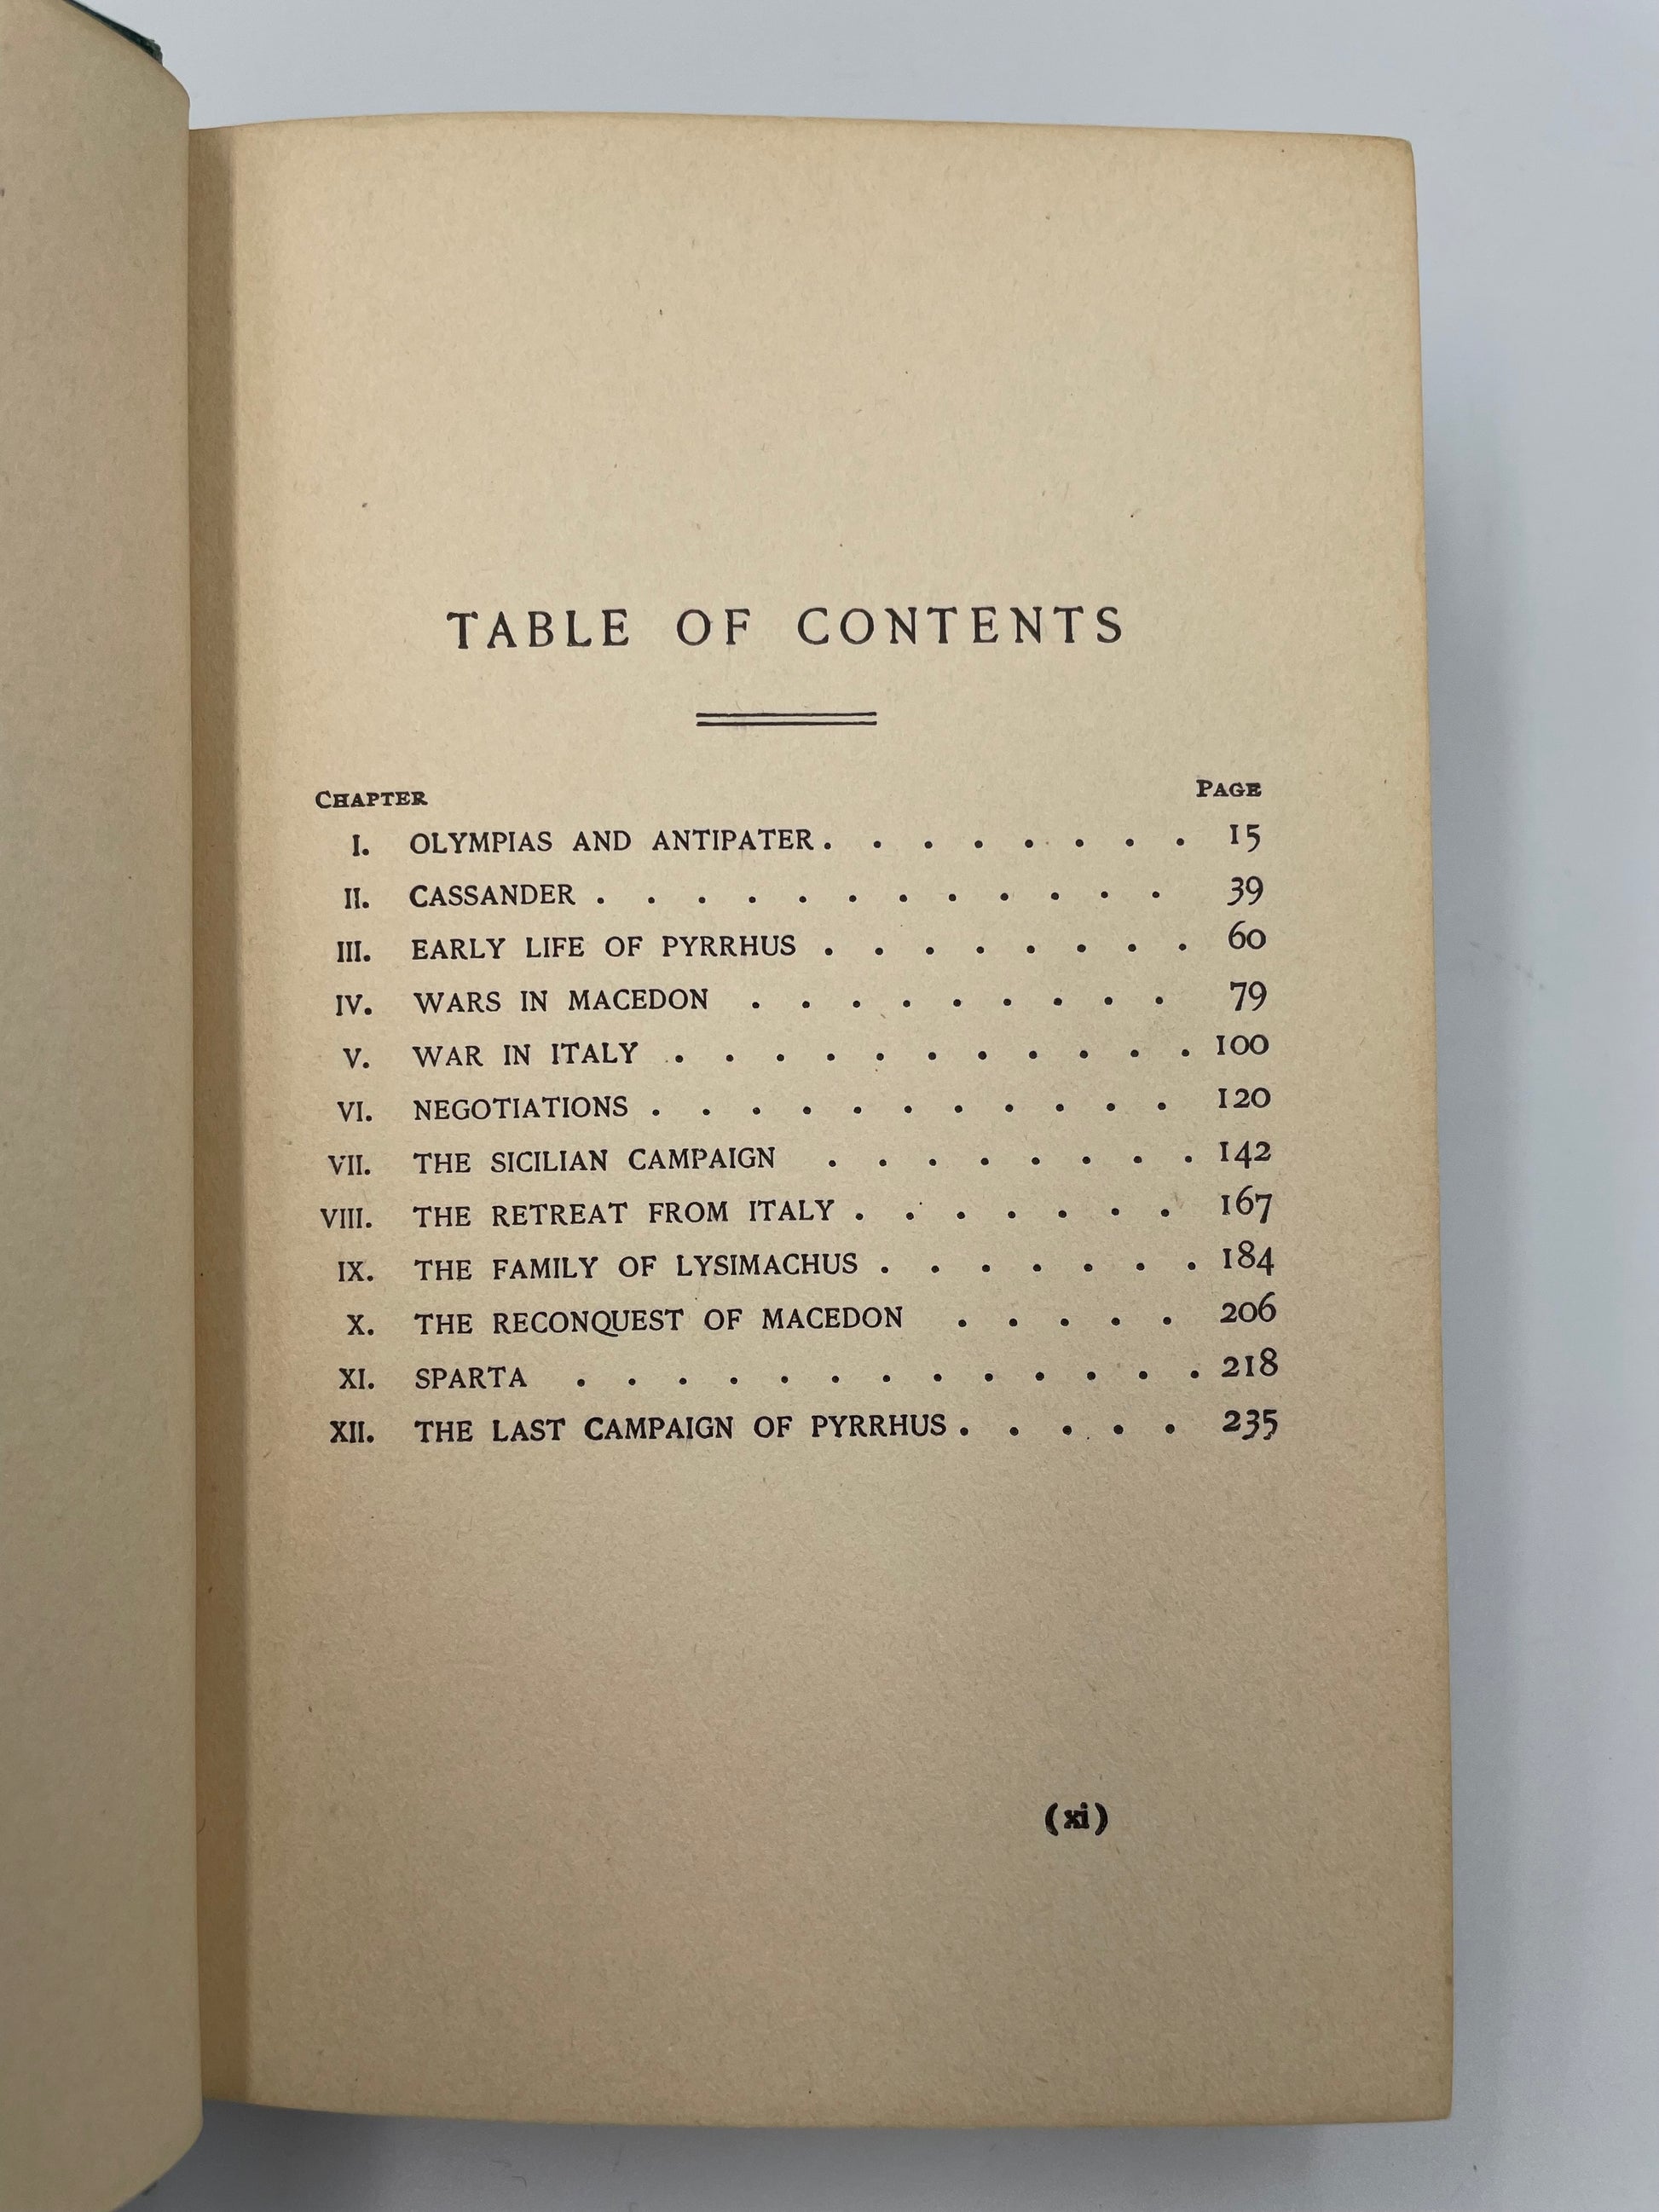 TABLE OF CONTENTS
CHAPTER PAGE
I. OLYMPIAS AND ANTIPATER . . . . . . . . 15
II. CASSANDER . . . . . . . . . . . . 39
III. EARLY LIFE OF PYRRHUS . . . . . . . . 60
IV. WARS IN MACEDON . . . . . . . . . 79
V. WAR IN ITALY . . . . . . . . . . . 100
VI. NEGOTIATIONS . . . . . . . . . . . 120
VII. THE SICILIAN CAMPAIGN . . . . . . . . 142
VIII. THE RETREAT FROM ITALY . . . . . . . 167
IX. THE FAMILY OF LYSIMACHUS . . . . . . . 184
X. THE RECONQUEST OF MACEDON . . . . . 206
XI. SPARTA . . . . . . . . . . . . . 218
XII. THE LAST CAMPAIGN OF PYRRHUS . . . . . 235
(xi)